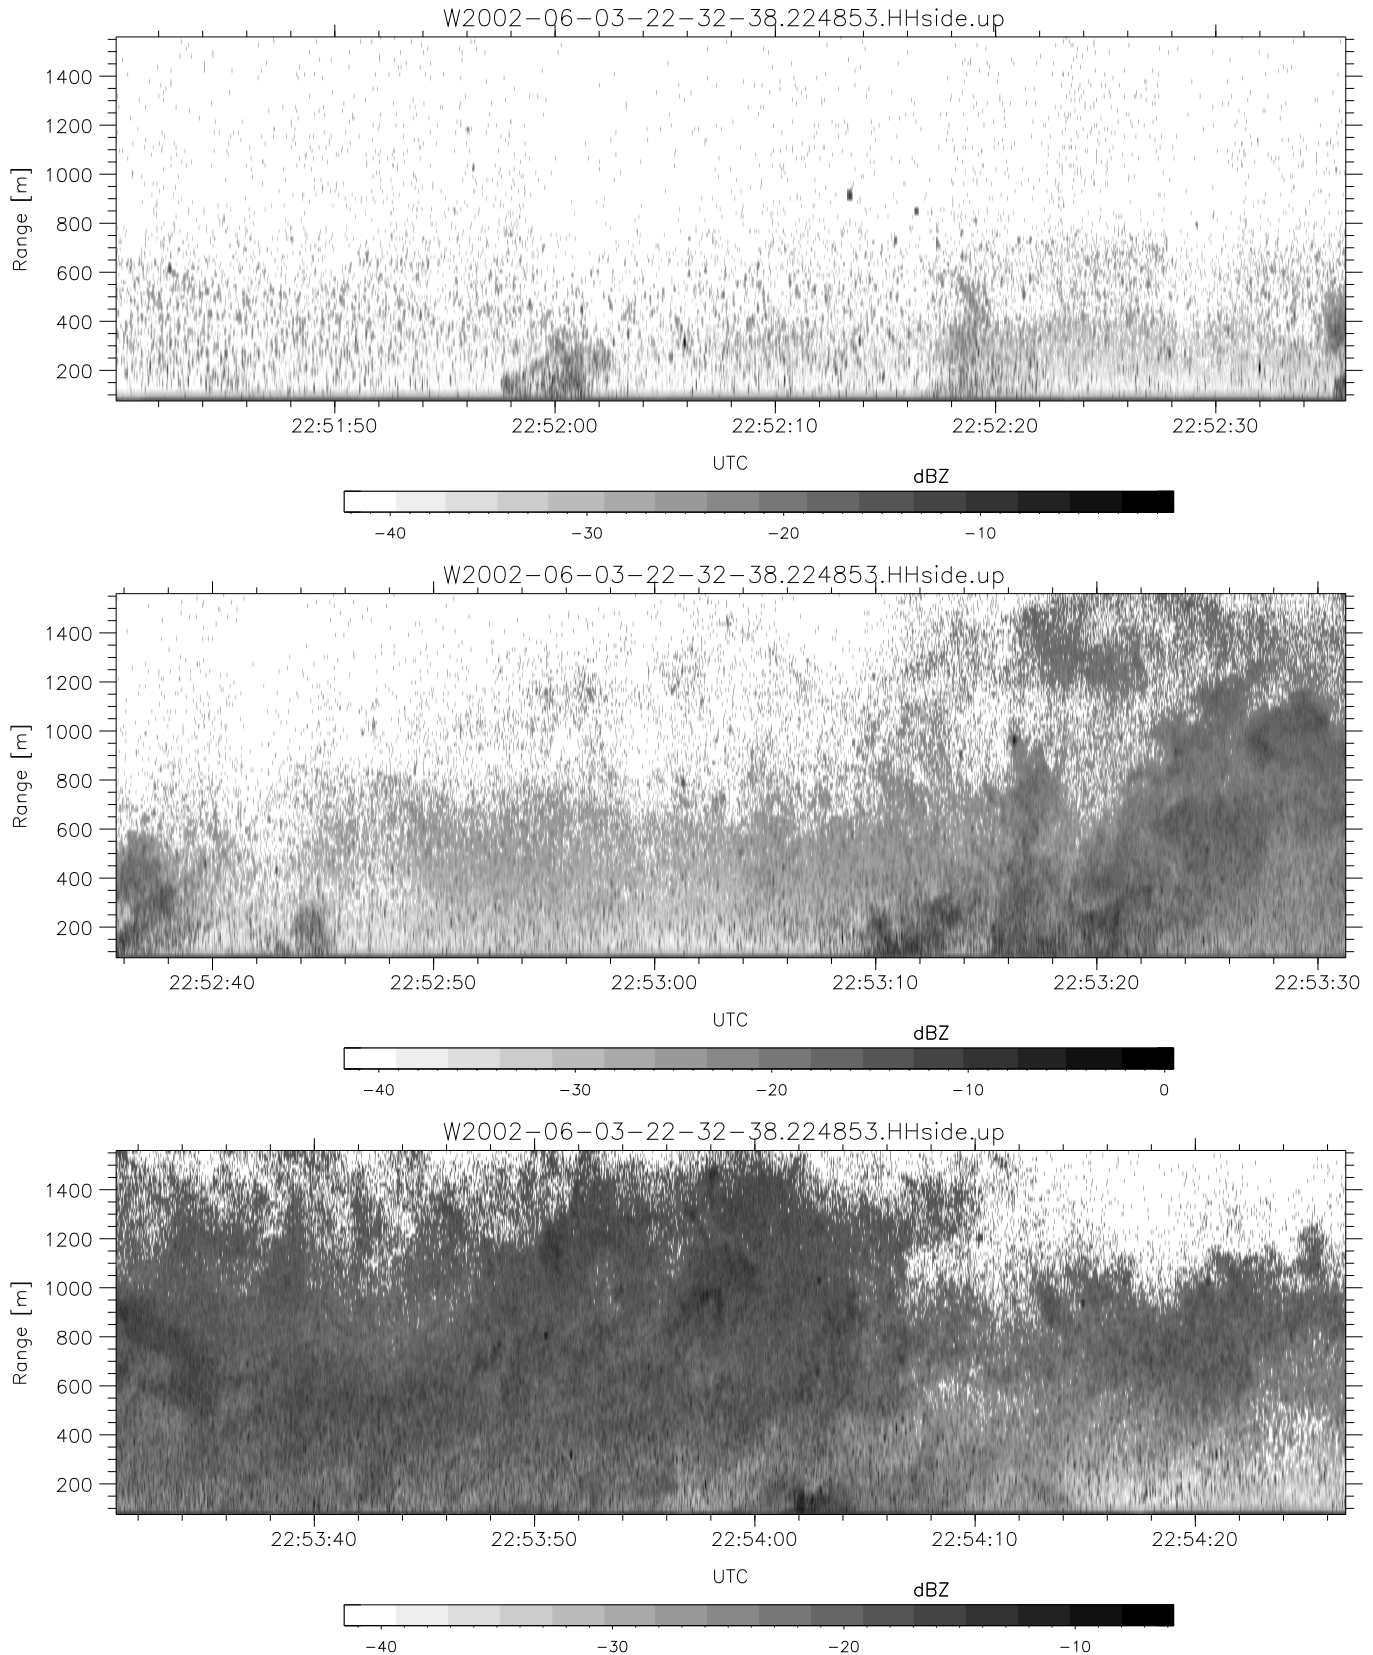 W2002-06-03-22-32-38.224853.HHside.up
1400
1200
1000
800
600
400
200
Range [m]
22:51:50 22:52:00 22:52:10 22:52:20 22:52:30
UTC
dBZ
-40 -30 -20 -10
W2002-06-03-22-32-38.224853.HHside.up
1400
1200
1000
800
600
400
200
Range [m]
22:52:40 22:52:50 22:53:00 22:53:10 22:53:20 22:53:30
UTC
dBZ
-40 -30 -20 -10 0
W2002-06-03-22-32-38.224853.HHside.up
1400
1200
1000
800
600
400
200
Range [m]
22:53:40 22:53:50 22:54:00 22:54:10 22:54:20
UTC
dBZ
-40 -30 -20 -10